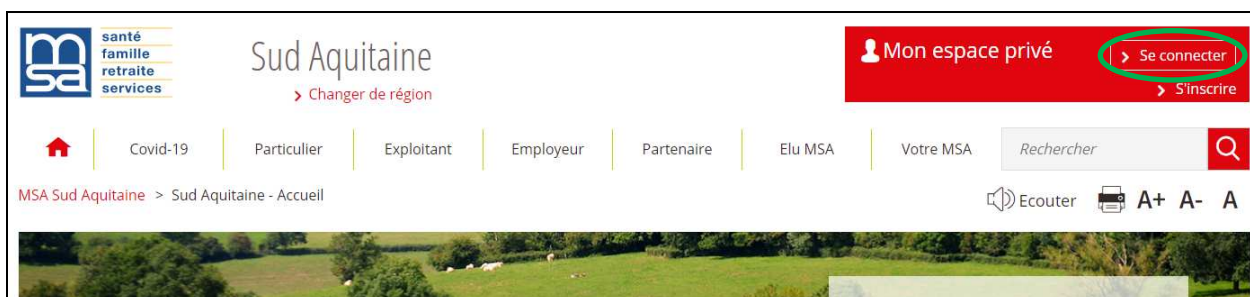 msa
santé
famille
retraite
services
Sud Aquitaine
> Changer de région
Mon espace privé
> Se connecter
> S'inscrire
Covid-19
Particulier
Exploitant
Employeur
Partenaire
Elu MSA
Votre MSA
Rechercher
MSA Sud Aquitaine > Sud Aquitaine - Accueil
Ecouter
A+ A- A